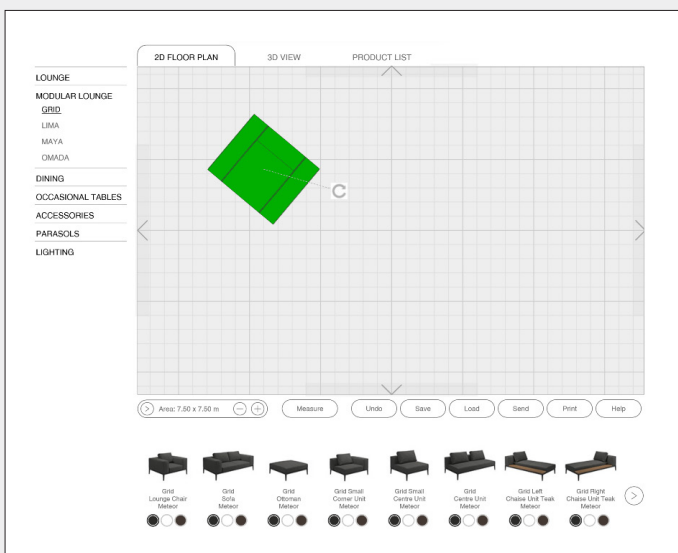 2D FLOOR PLAN
3D VIEW
PRODUCT LIST
LOUNGE
MODULAR LOUNGE
GRID
LIMA
MAYA
OMADA
DINING
OCCASIONAL TABLES
ACCESSORIES
PARASOLS
LIGHTING
Area: 7.50 x 7.50 m
Measure
Undo
Save
Load
Send
Print
Help
Grid
Lounge Chair
Meteor
Grid
Sofa
Meteor
Grid
Ottoman
Meteor
Grid Small
Corner Unit
Meteor
Grid Small
Centre Unit
Meteor
Grid
Centre Unit
Meteor
Grid Left
Chaise Unit Teak
Meteor
Grid Right
Chaise Unit Teak
Meteor